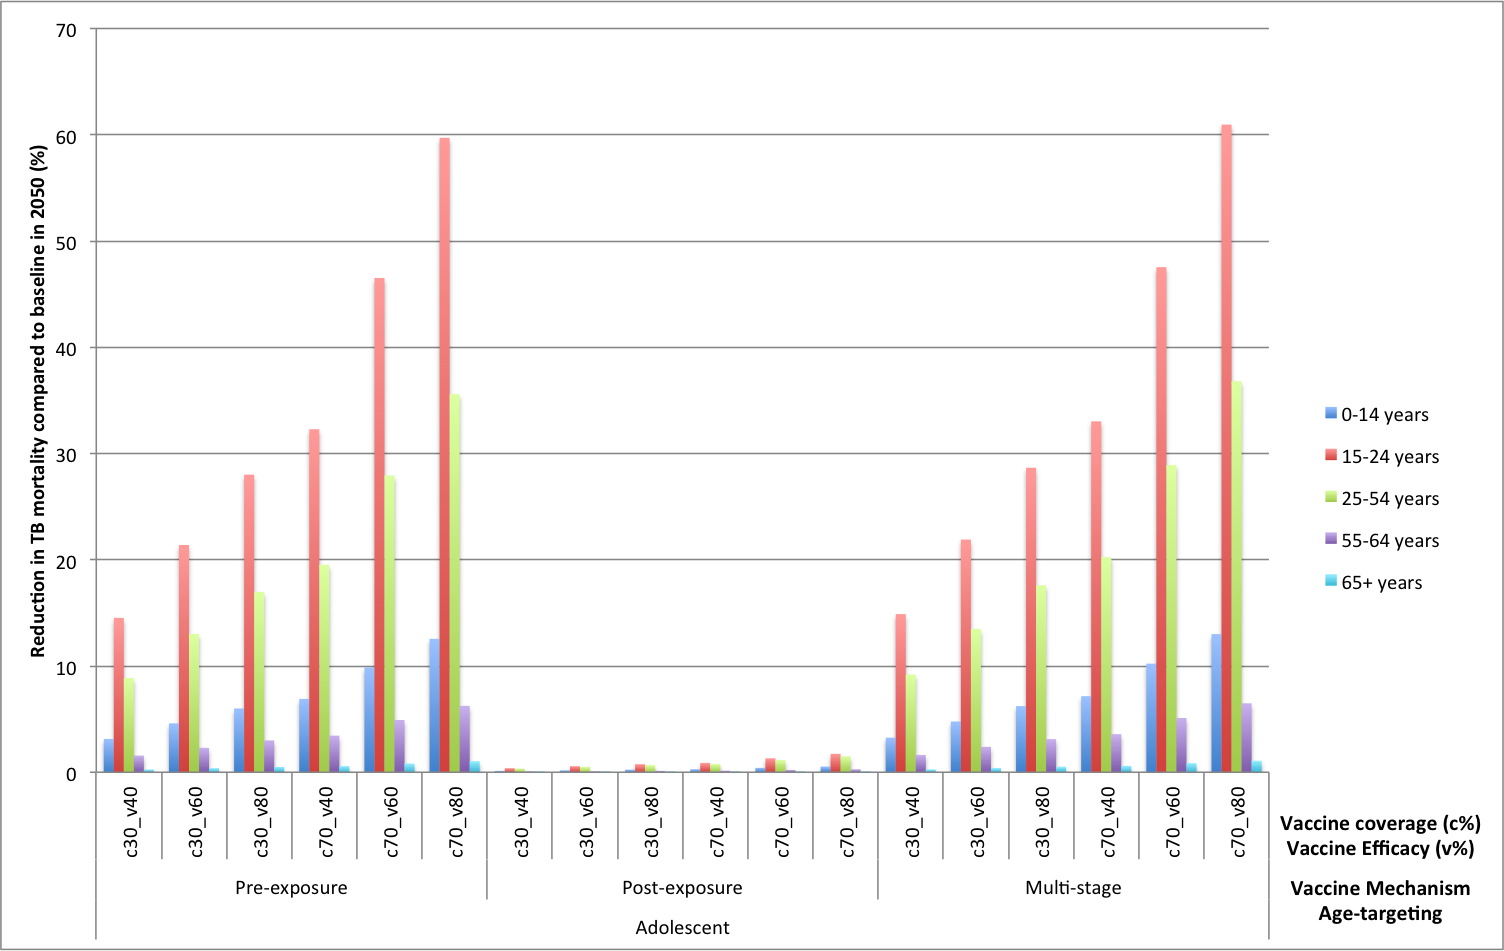 70
60
50
40
30
20
10
0
Reduction in TB mortality compared to baseline in 2050 (%)
0-14 years
15-24 years
25-54 years
55-64 years
65+ years
c30_v40
c30_v60
c30_v80
c70_v40
c70_v60
c70_v80
c30_v40
c30_v60
c30_v80
c70_v40
c70_v60
c70_v80
c30_v40
c30_v60
c30_v80
c70_v40
c70_v60
c70_v80
Vaccine coverage (c%)
Vaccine Efficacy (v%)
Pre-exposure
Post-exposure
Multi-stage
Vaccine Mechanism
Age-targeting
Adolescent